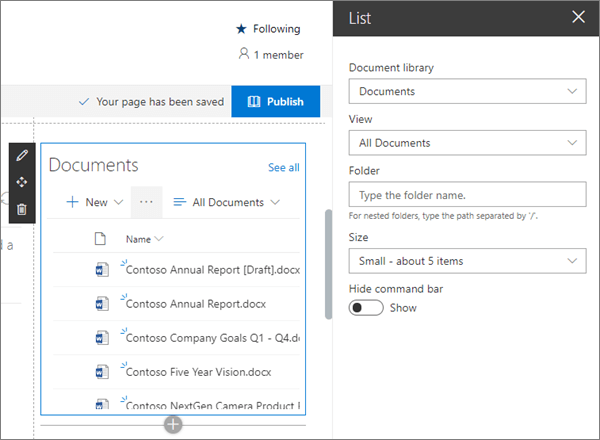 Following
1 member
Your page has been saved
Publish
d a
Documents
See all
New
All Documents
Name
Contoso Annual Report [Draft].docx
Contoso Annual Report.docx
Contoso Company Goals Q1 - Q4.do
Contoso Five Year Vision.docx
Contoso NextGen Camera Product
List
Document library
Documents
View
All Documents
Folder
Type the folder name.
For nested folders, type the path separated by '/'.
Size
Small - about 5 items
Hide command bar
Show